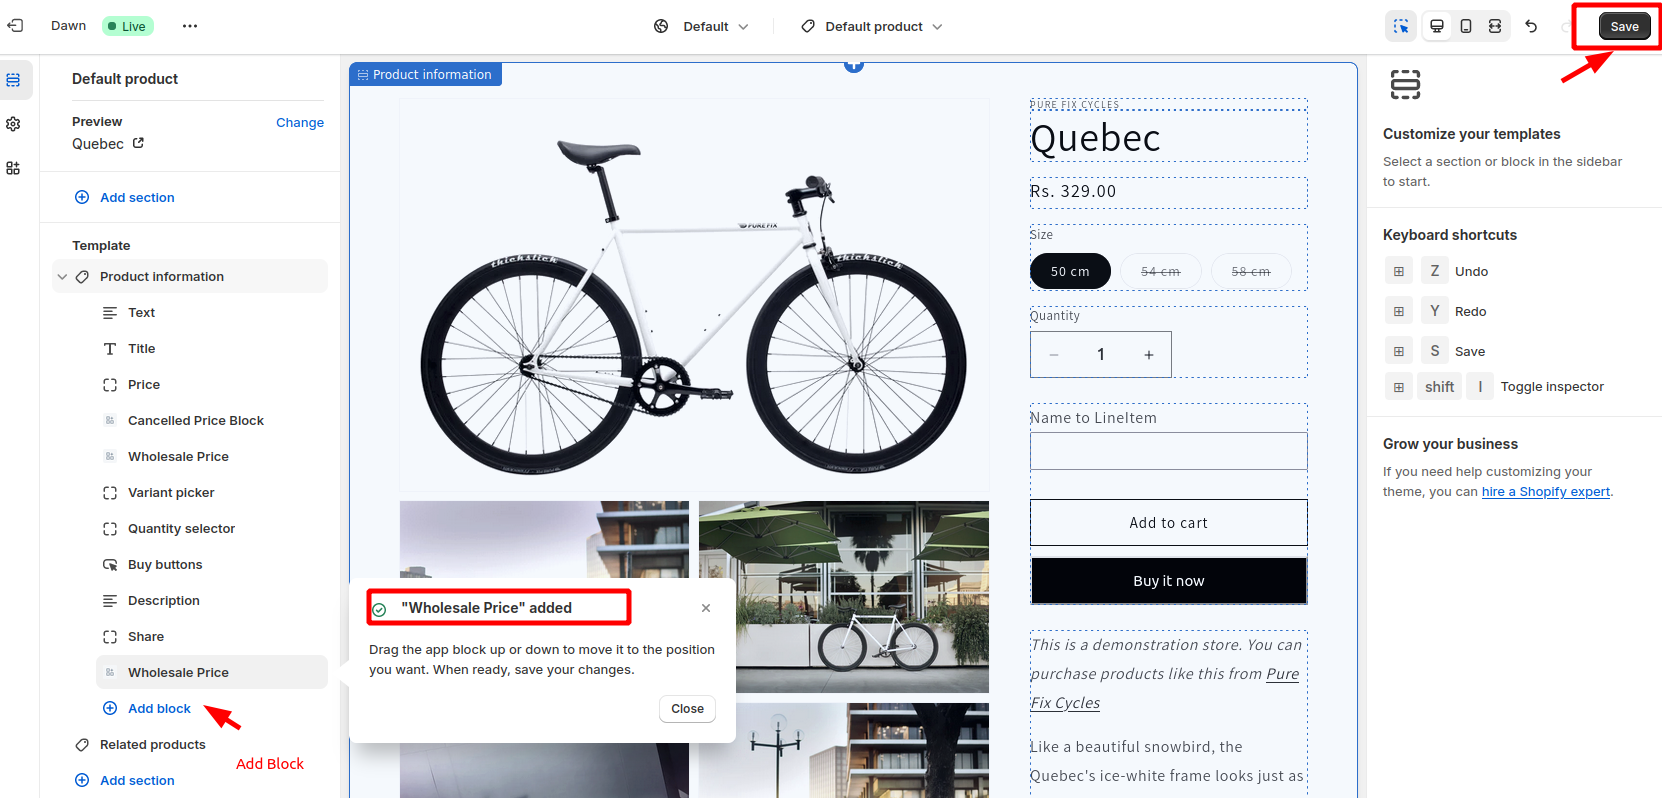 Dawn
Live
Default
Default product
Save
Default product
Preview
Change
Quebec
Add section
Template
Product information
Text
Title
Price
Cancelled Price Block
Wholesale Price
Variant picker
Quantity selector
Buy buttons
Description
Share
Wholesale Price
Add block
Related products
Add Block
Add section
Product information
PURE FIX
thickslick
thickslick
"Wholesale Price" added
Drag the app block up or down to move it to the position
you want. When ready, save your changes.
Close
PURE FIX CYCLES
Quebec
Rs. 329.00
Size
50 cm
54 cm
58 cm
Quantity
1
Name to LineItem
Add to cart
Buy it now
This is a demonstration store. You can
purchase products like this from Pure
Fix Cycles
Like a beautiful snowbird, the
Quebec's ice-white frame looks just as
Customize your templates
Select a section or block in the sidebar
to start.
Keyboard shortcuts
Z Undo
Y Redo
S Save
shift I Toggle inspector
Grow your business
If you need help customizing your
theme, you can hire a Shopify expert.